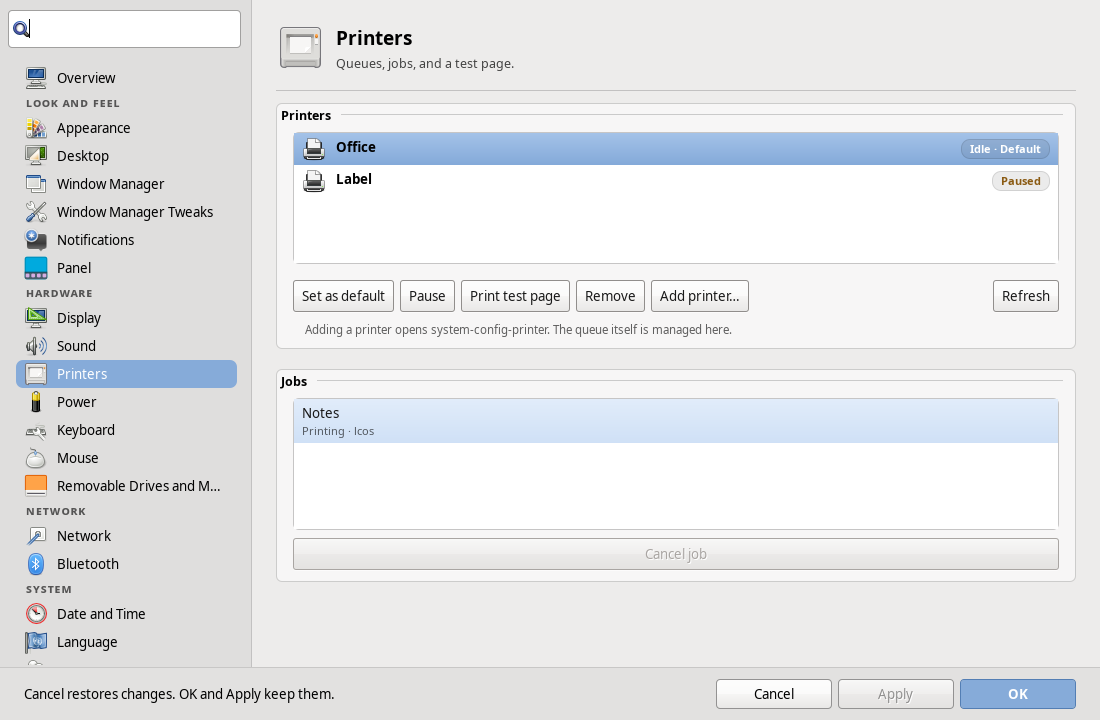 Overview
LOOK AND FEEL
Appearance
Desktop
Window Manager
Window Manager Tweaks
Notifications
Panel
HARDWARE
Display
Sound
Printers
Power
Keyboard
Mouse
Removable Drives and M...
NETWORK
Network
Bluetooth
SYSTEM
Date and Time
Language
Printers
Queues, jobs, and a test page.
Printers
Office
Idle · Default
Label
Paused
Set as default
Pause
Print test page
Remove
Add printer...
Refresh
Adding a printer opens system-config-printer. The queue itself is managed here.
Jobs
Notes
Printing · lcos
Cancel job
Cancel restores changes. OK and Apply keep them.
Cancel
Apply
OK